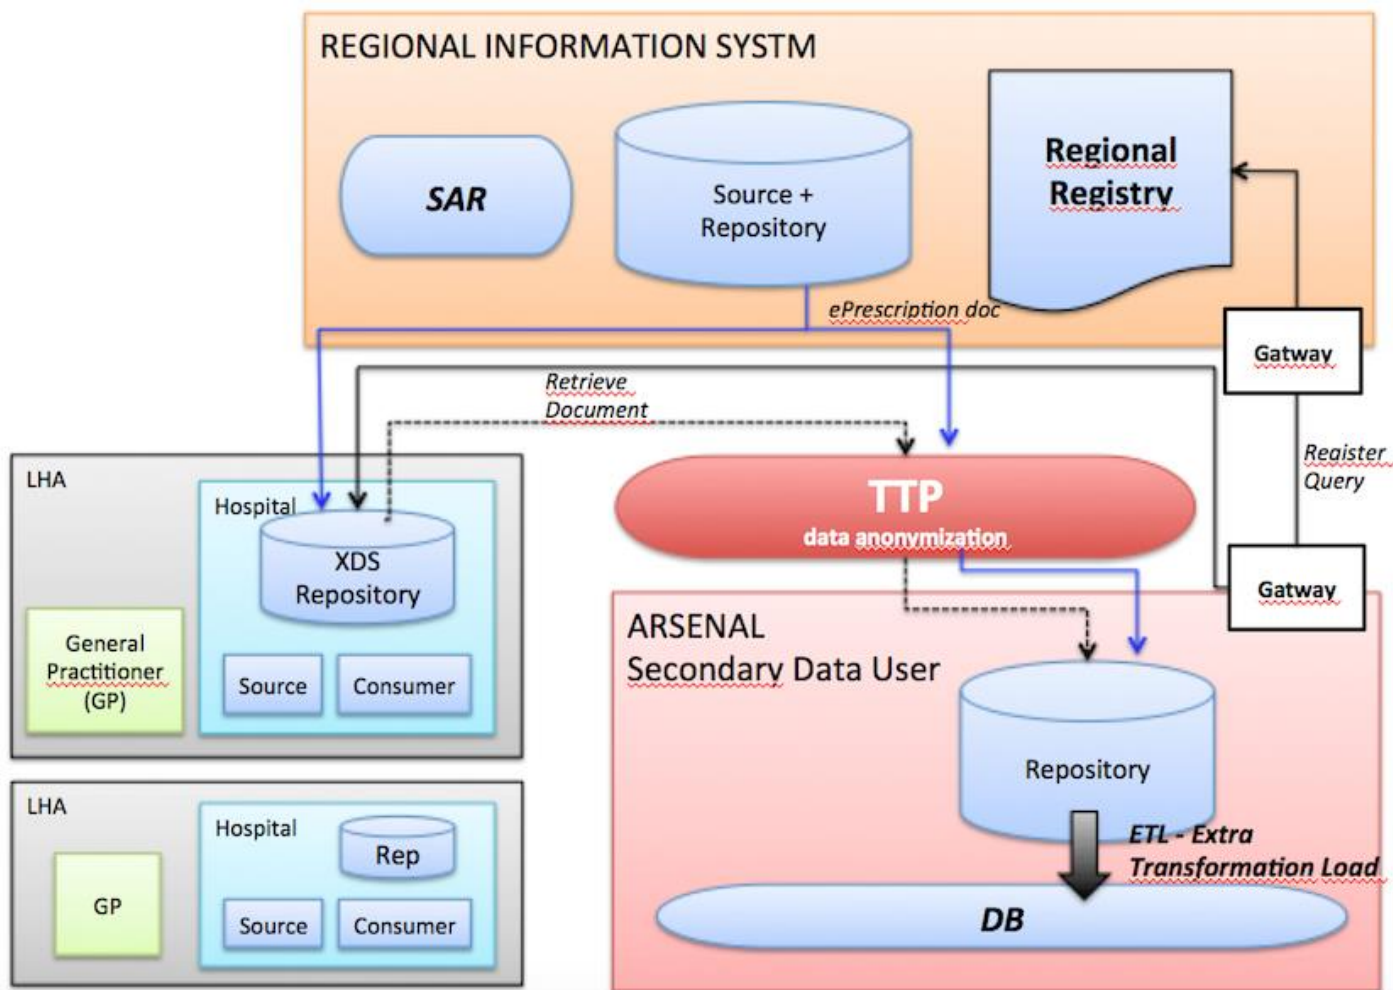 REGIONAL INFORMATION SYSTM
SAR
Source +
Repository
Regional
Registry
ePrescription doc
Gatway
Retrieve
Document
Register
Query
LHA
Hospital
XDS
Repository
General
Practitioner
(GP)
Source
Consumer
TTP
data anonymization
Gatway
ARSENAL
Secondary Data User
Repository
ETL - Extra
Transformation Load
DB
LHA
Hospital
Rep
GP
Source
Consumer